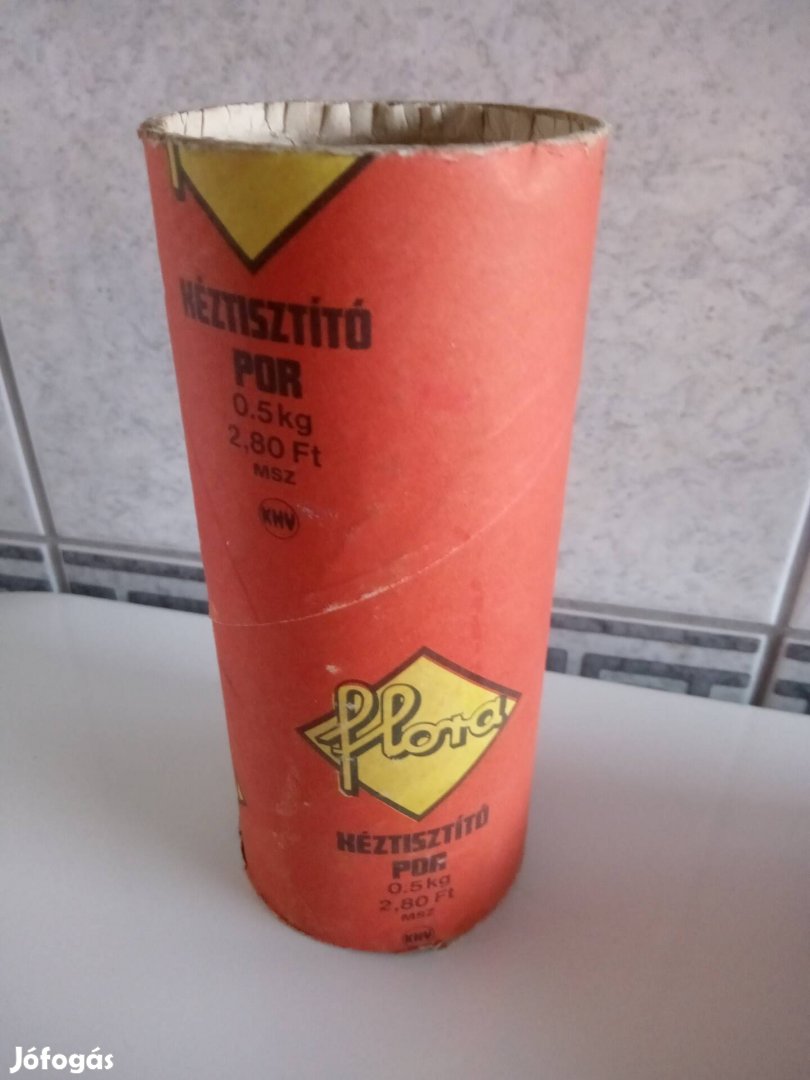 KÉZTISZTÍTÓ
POR
0.5kg
2,80 Ft
MSZ
KHV
flora
KÉZTISZTÍTÓ
POR
0.5kg
2,80 Ft
MSZ
KHV
Jófogás